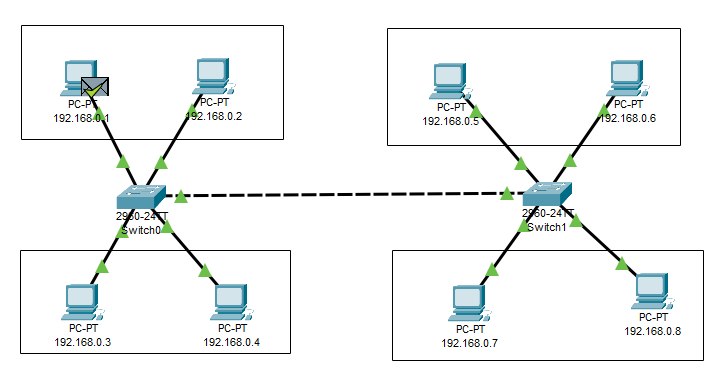 PC-PT
192.168.0.1
PC-PT
192.168.0.2
PC-PT
192.168.0.5
PC-PT
192.168.0.6
2960-24TT
Switch0
2960-24TT
Switch1
PC-PT
192.168.0.3
PC-PT
192.168.0.4
PC-PT
192.168.0.7
PC-PT
192.168.0.8